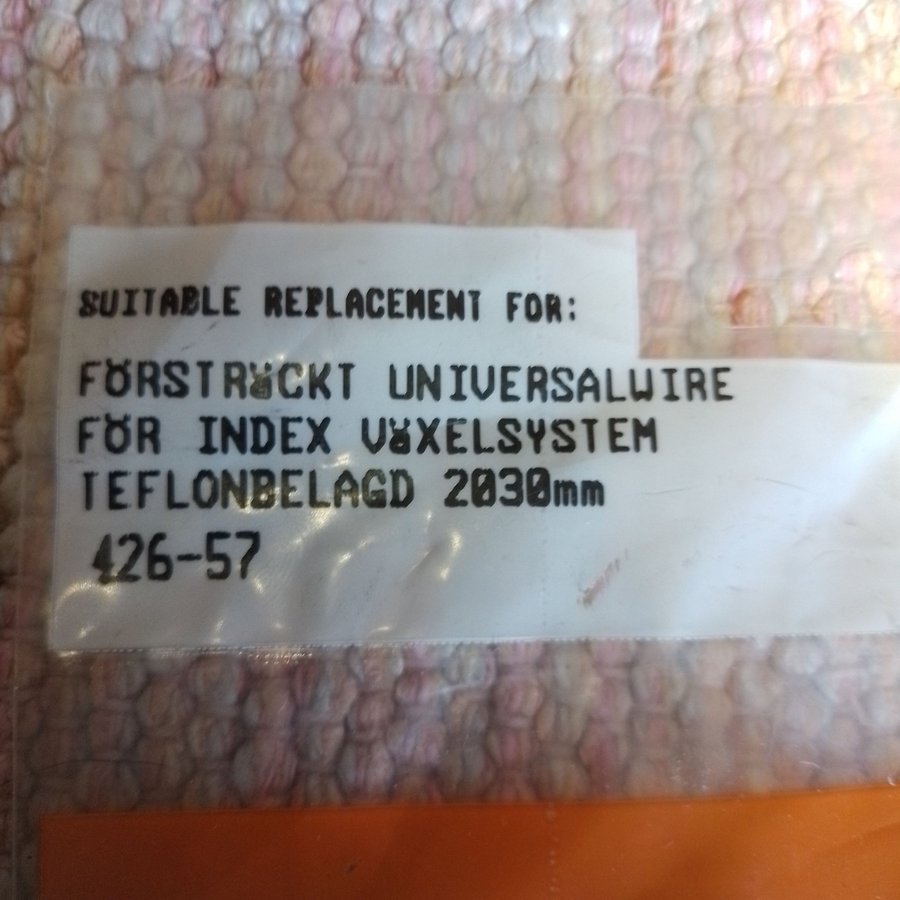 SUITABLE REPLACEMENT FOR:
FÖRSTRÄCKT UNIVERSALWIRE
FÖR INDEX VÄXELSYSTEM
TEFLONBELAGD 2030mm
426-57